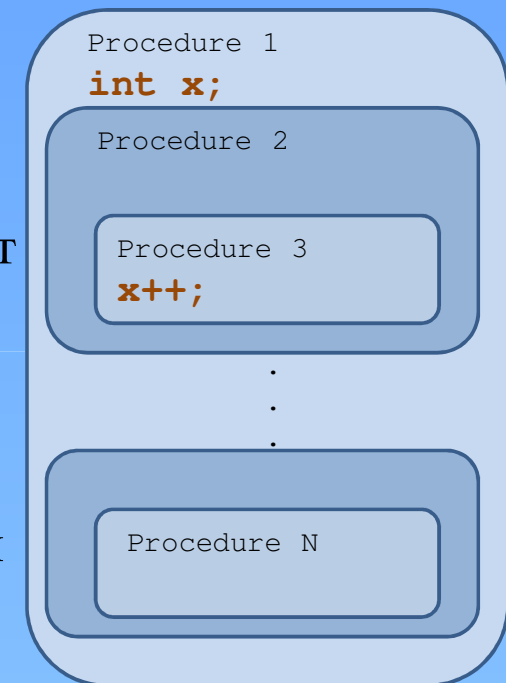 Procedure 1
int x;
Procedure 2
Procedure 3
x++;
.
.
.
Procedure N